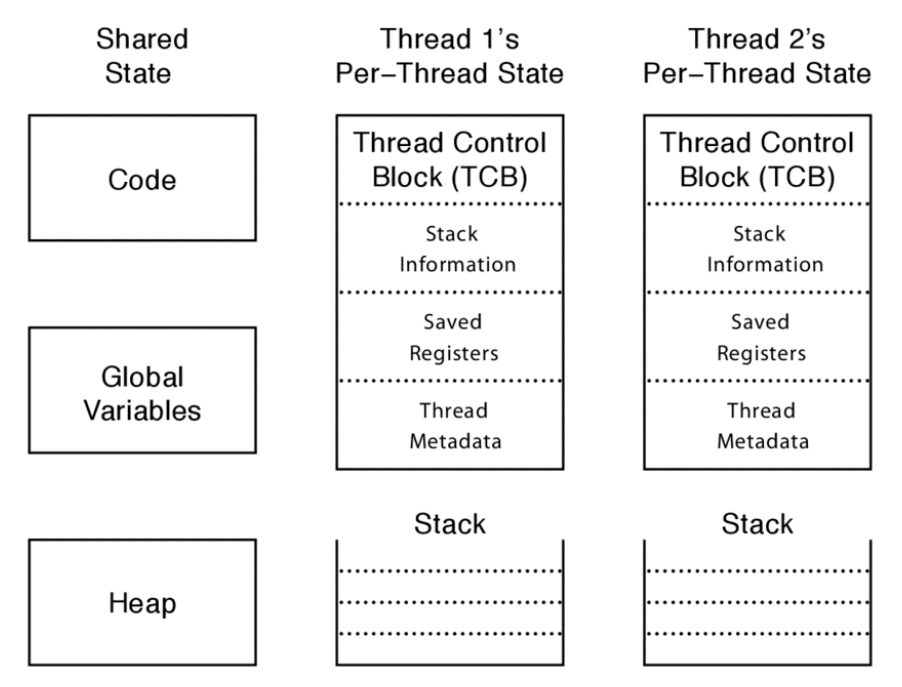 Shared
State
Code
Global
Variables
Heap
Thread 1's
Per–Thread State
Thread Control
Block (TCB)
Stack
Information
Saved
Registers
Thread
Metadata
Stack
Thread 2's
Per–Thread State
Thread Control
Block (TCB)
Stack
Information
Saved
Registers
Thread
Metadata
Stack